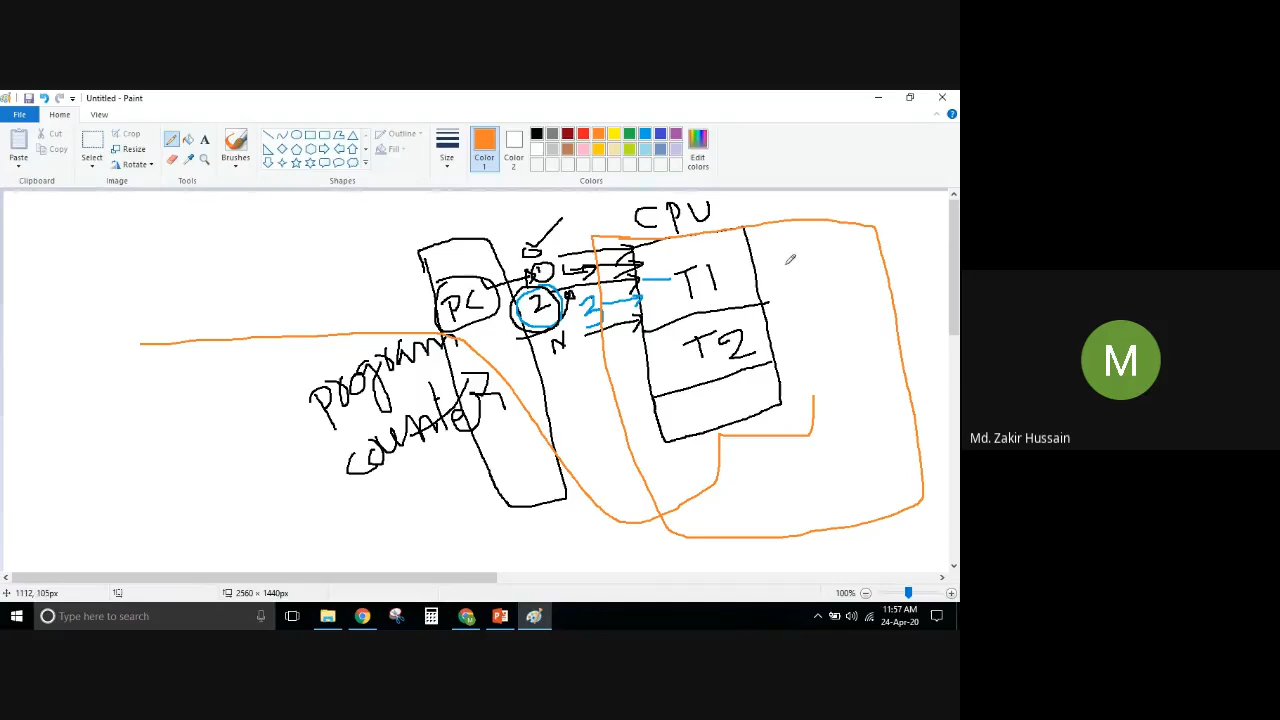 Untitled - Paint
File
Home
View
Paste
Cut
Copy
Clipboard
Select
Crop
Resize
Rotate
Image
Tools
Brushes
Shapes
Outline
Fill
Size
Color
1
Color
2
Edit
colors
Colors
CPU
PC
1
2
2
N
T1
T2
program
counter
Md. Zakir Hussain
M
1112, 105px
2560 × 1440px
100%
Type here to search
11:57 AM
24-Apr-20